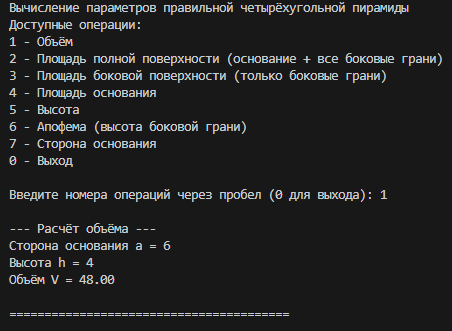 Вычисление параметров правильной четырёхугольной пирамиды
Доступные операции:
1 - Объём
2 - Площадь полной поверхности (основание + все боковые грани)
3 - Площадь боковой поверхности (только боковые грани)
4 - Площадь основания
5 - Высота
6 - Апофема (высота боковой грани)
7 - Сторона основания
0 - Выход
Введите номера операций через пробел (0 для выхода): 1
--- Расчёт объёма ---
Сторона основания a = 6
Высота h = 4
Объём V = 48.00
========================================